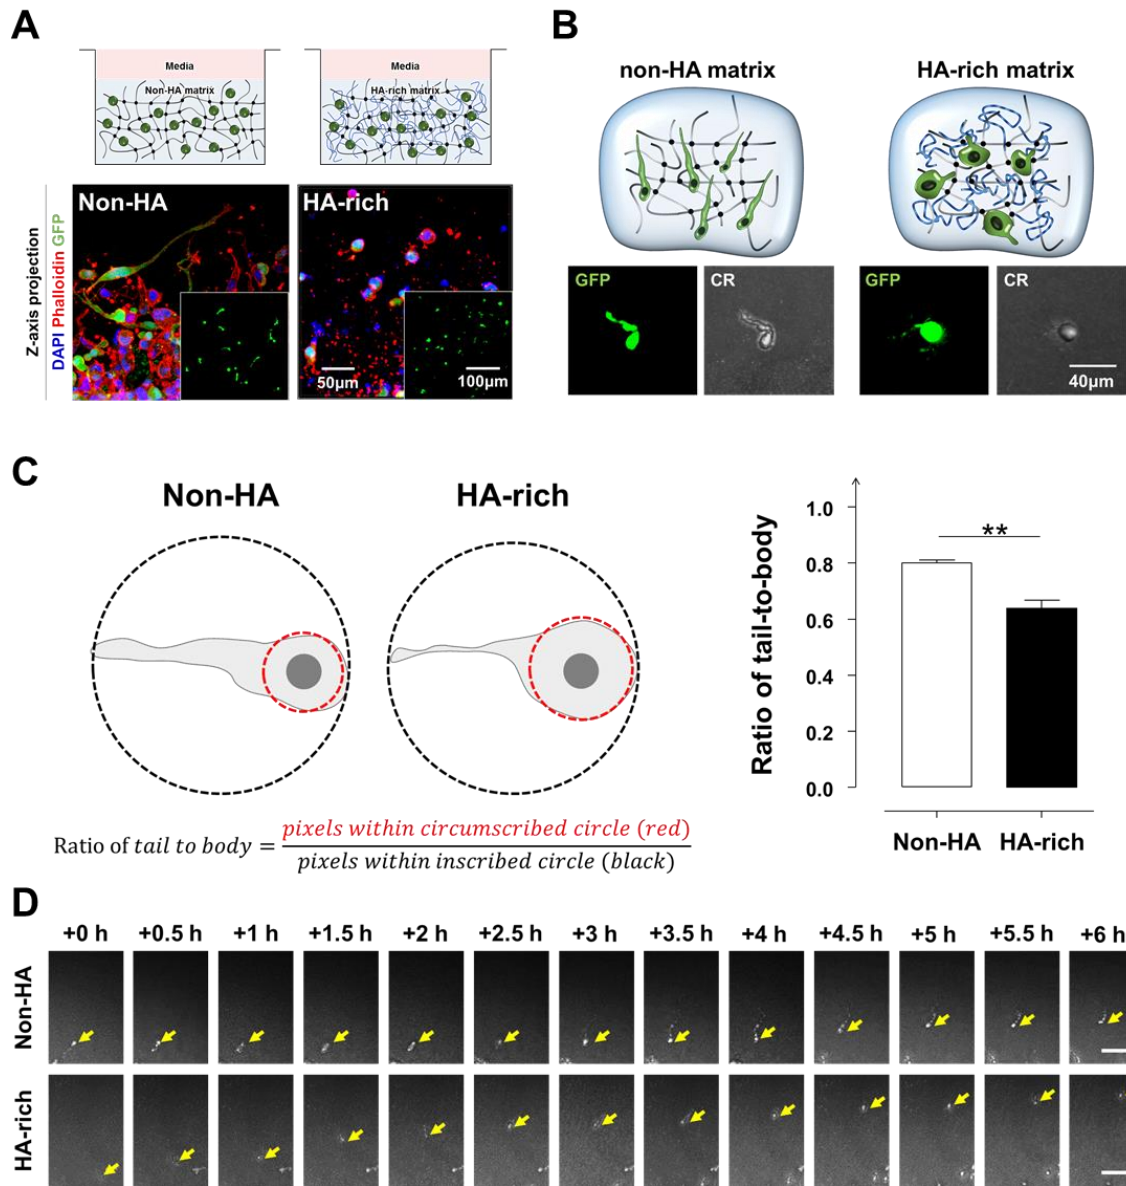 A
Media
Non-HA matrix
Media
HA-rich matrix
Z-axis projection
DAPI Phalloidin GFP
Non-HA
HA-rich
50µm
100µm
B
non-HA matrix
HA-rich matrix
GFP
CR
GFP
CR
40µm
C
Non-HA
HA-rich
Ratio of tail to body = pixels within circumscribed circle (red)
pixels within inscribed circle (black)
Ratio of tail-to-body
1.0
0.8
0.6
0.4
0.2
0.0
**
Non-HA
HA-rich
D
+0 h +0.5 h +1 h +1.5 h +2 h +2.5 h +3 h +3.5 h +4 h +4.5 h +5 h +5.5 h +6 h
Non-HA
HA-rich